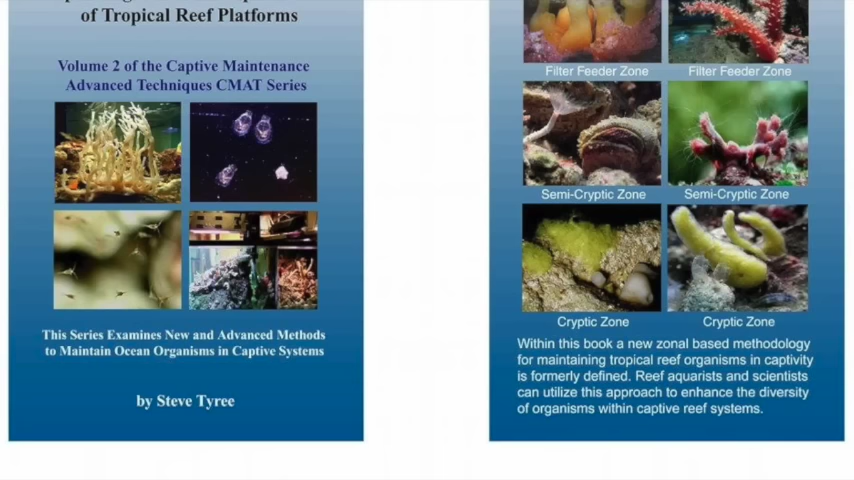 of Tropical Reef Platforms
Volume 2 of the Captive Maintenance
Advanced Techniques CMAT Series
This Series Examines New and Advanced Methods
to Maintain Ocean Organisms in Captive Systems
by Steve Tyree
Filter Feeder Zone
Filter Feeder Zone
Semi-Cryptic Zone
Semi-Cryptic Zone
Cryptic Zone
Cryptic Zone
Within this book a new zonal based methodology
for maintaining tropical reef organisms in captivity
is formerly defined. Reef aquarists and scientists
can utilize this approach to enhance the diversity
of organisms within captive reef systems.